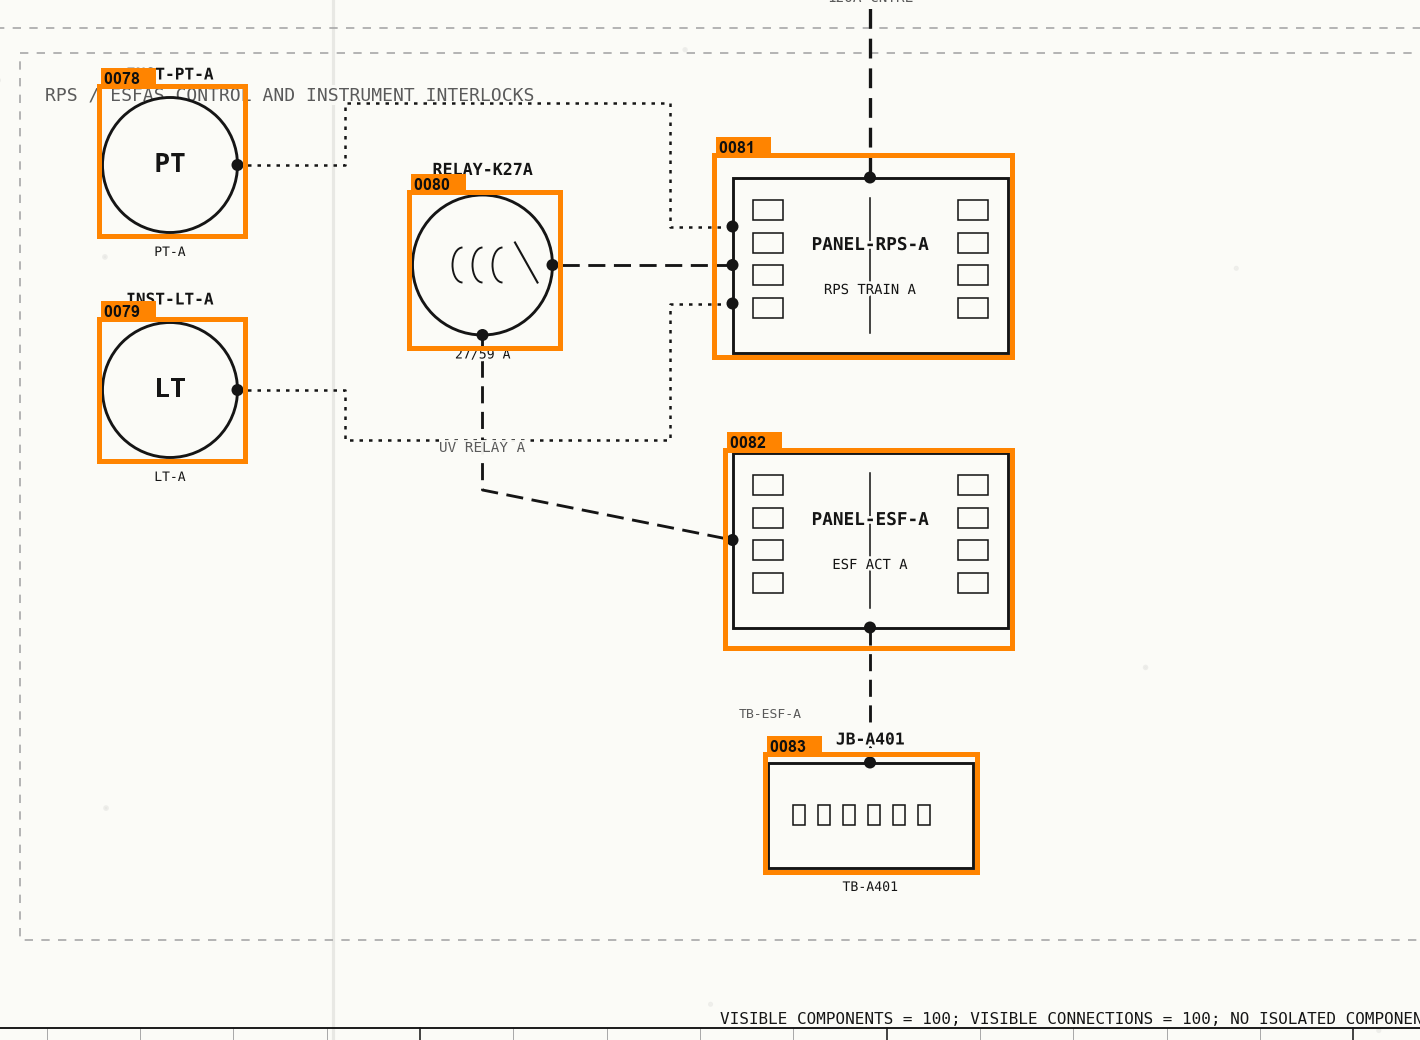 0078
RPS / ESFAS CONTROL AND INSTRUMENT INTERLOCKS
PT
PT-A
INST-LT-A
0079
LT
LT-A
RELAY-K27A
0080
27/59 A
UV RELAY A
0081
PANEL-RPS-A
RPS TRAIN A
0082
PANEL-ESF-A
ESF ACT A
TB-ESF-A
0083
JB-A401
TB-A401
VISIBLE COMPONENTS = 100; VISIBLE CONNECTIONS = 100; NO ISOLATED